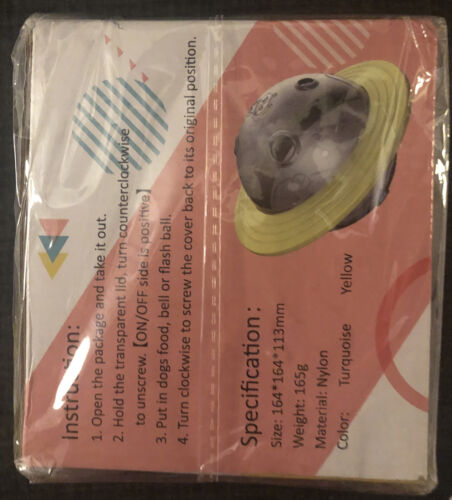 Instruction:
1. Open the package and take it out.
2. Hold the transparent lid, turn counterclockwise
to unscrew.【ON/OFF side is positive】
3. Put in dogs food, bell or flash ball.
4. Turn clockwise to screw the cover back to its original position.
Specification:
Size: 164*164*113mm
Weight: 165g
Material: Nylon
Color: Turquoise Yellow